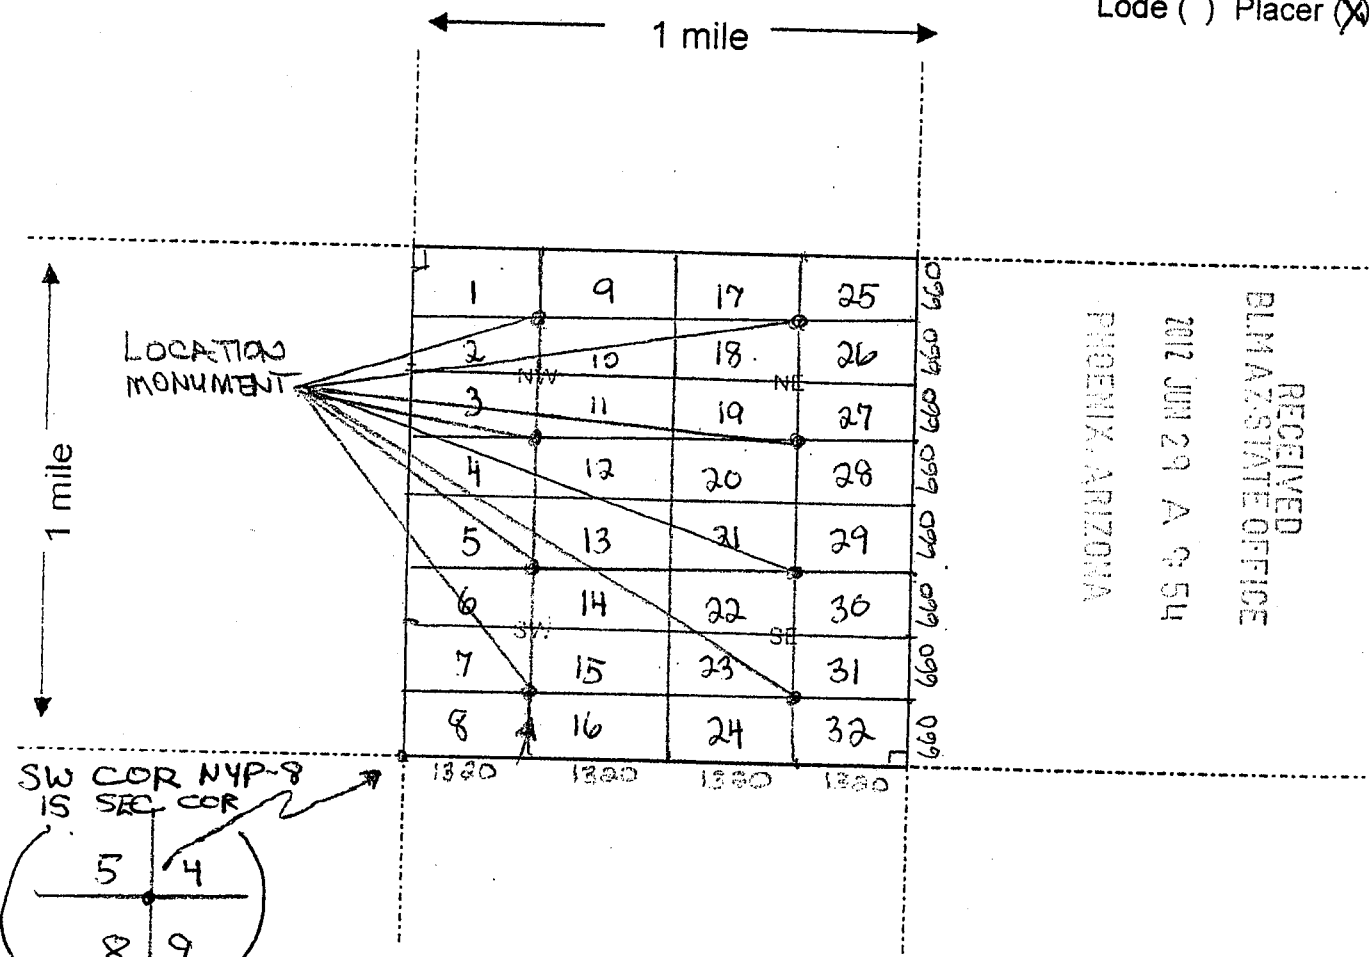 Lode ( ) Placer (X)
1 mile
1 mile
LOCATION
MONUMENT
1 9 17 25
2 10 18 26
NW NE
3 11 19 27
4 12 20 28
5 13 21 29
6 14 22 30
SW SE
7 15 23 31
8 16 24 32
660
660
660
660
660
660
660
660
1320 1320 1320 1320
SW COR NYP-8
IS SEC COR
5 4
8 9
RECEIVED
BLM AZ STATE OFFICE
2012 JUN 29 A 9:54
PHOENIX, ARIZONA